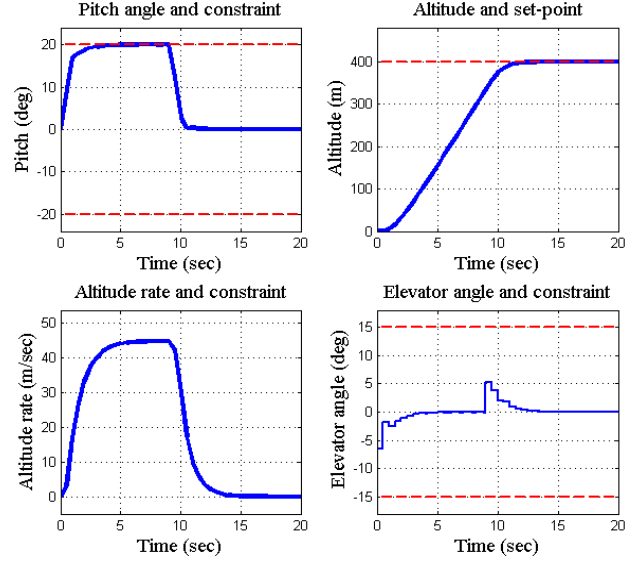 Pitch angle and constraint
Pitch (deg)
20
10
0
-10
-20
0 5 10 15 20
Time (sec)
Altitude and set-point
Altitude (m)
400
300
200
100
0
0 5 10 15 20
Time (sec)
Altitude rate and constraint
Altitude rate (m/sec)
50
40
30
20
10
0
0 5 10 15 20
Time (sec)
Elevator angle and constraint
Elevator angle (deg)
15
10
5
0
-5
-10
-15
0 5 10 15 20
Time (sec)